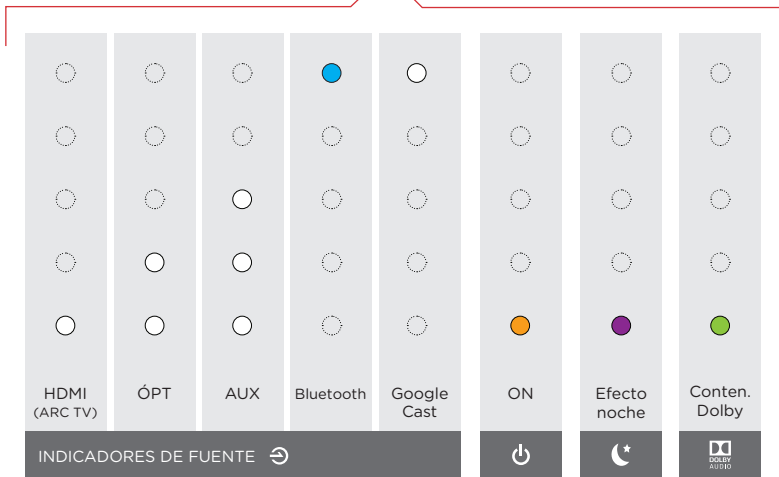 HDMI
(ARC TV)
ÓPT
AUX
Bluetooth
Google
Cast
ON
Efecto
noche
Conten.
Dolby
INDICADORES DE FUENTE
DOLBY
AUDIO